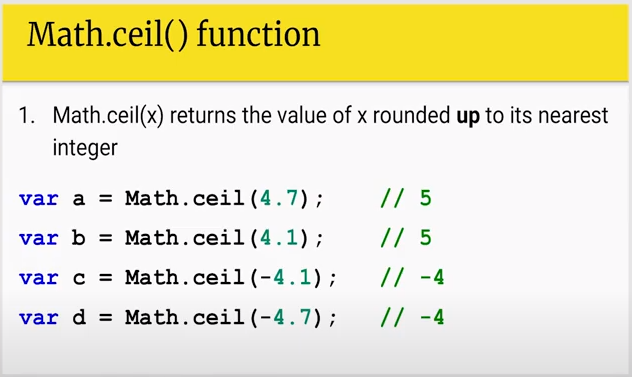 Math.ceil() function
1. Math.ceil(x) returns the value of x rounded up to its nearest
integer
var a = Math.ceil(4.7); // 5
var b = Math.ceil(4.1); // 5
var c = Math.ceil(-4.1); // -4
var d = Math.ceil(-4.7); // -4